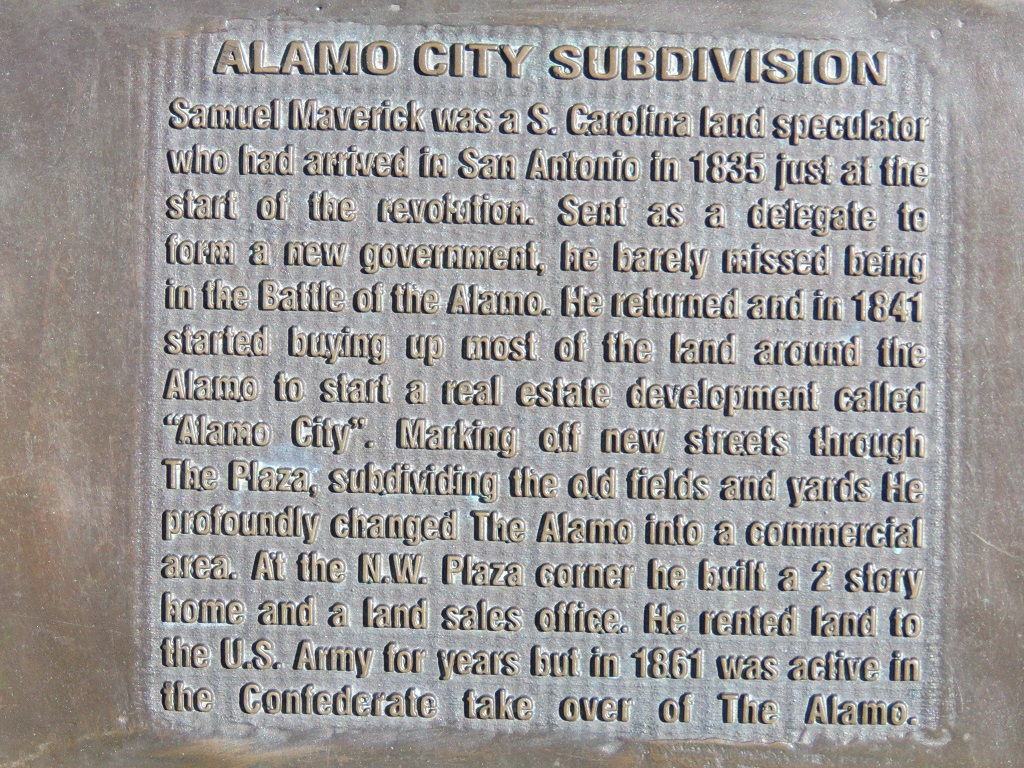 ALAMO CITY SUBDIVISION
Samuel Maverick was a S. Carolina land speculator
who had arrived in San Antonio in 1835 just at the
start of the revolution. Sent as a delegate to
form a new government, he barely missed being
in the Battle of the Alamo. He returned and in 1841
started buying up most of the land around the
Alamo to start a real estate development called
“Alamo City”. Marking off new streets through
The Plaza, subdividing the old fields and yards He
profoundly changed The Alamo into a commercial
area. At the N.W. Plaza corner he built a 2 story
home and a land sales office. He rented land to
the U.S. Army for years but in 1861 was active in
the Confederate take over of The Alamo.